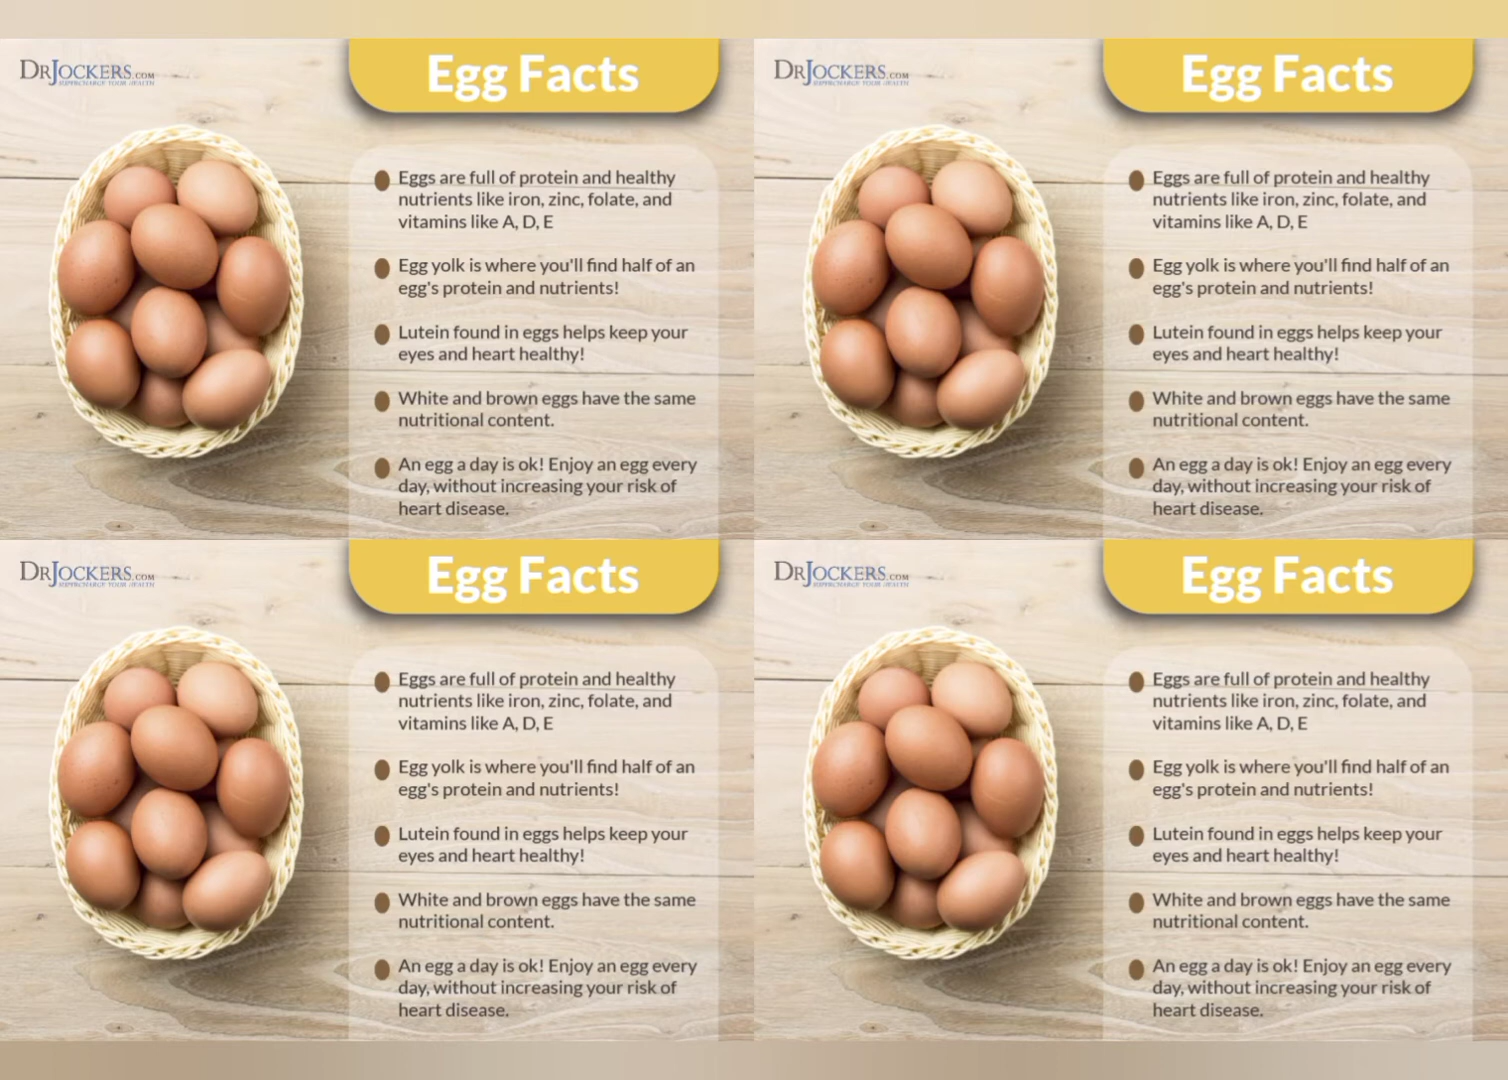 DRJOCKERS.COM
SUPERCHARGE YOUR HEALTH
Egg Facts
Eggs are full of protein and healthy
nutrients like iron, zinc, folate, and
vitamins like A, D, E
Egg yolk is where you'll find half of an
egg's protein and nutrients!
Lutein found in eggs helps keep your
eyes and heart healthy!
White and brown eggs have the same
nutritional content.
An egg a day is ok! Enjoy an egg every
day, without increasing your risk of
heart disease.
DRJOCKERS.COM
SUPERCHARGE YOUR HEALTH
Egg Facts
Eggs are full of protein and healthy
nutrients like iron, zinc, folate, and
vitamins like A, D, E
Egg yolk is where you'll find half of an
egg's protein and nutrients!
Lutein found in eggs helps keep your
eyes and heart healthy!
White and brown eggs have the same
nutritional content.
An egg a day is ok! Enjoy an egg every
day, without increasing your risk of
heart disease.
DRJOCKERS.COM
SUPERCHARGE YOUR HEALTH
Egg Facts
Eggs are full of protein and healthy
nutrients like iron, zinc, folate, and
vitamins like A, D, E
Egg yolk is where you'll find half of an
egg's protein and nutrients!
Lutein found in eggs helps keep your
eyes and heart healthy!
White and brown eggs have the same
nutritional content.
An egg a day is ok! Enjoy an egg every
day, without increasing your risk of
heart disease.
DRJOCKERS.COM
SUPERCHARGE YOUR HEALTH
Egg Facts
Eggs are full of protein and healthy
nutrients like iron, zinc, folate, and
vitamins like A, D, E
Egg yolk is where you'll find half of an
egg's protein and nutrients!
Lutein found in eggs helps keep your
eyes and heart healthy!
White and brown eggs have the same
nutritional content.
An egg a day is ok! Enjoy an egg every
day, without increasing your risk of
heart disease.